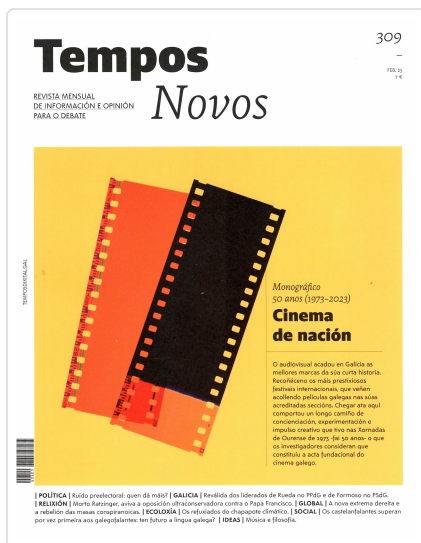 309
Tempos
FEB. 23
7 €
REVISTA MENSUAL
DE INFORMACIÓN E OPINIÓN
PARA O DEBATE
Novos
TEMPOSDIXITAL.GAL
Monográfico
50 anos (1973-2023)
Cinema
de nación
O audiovisual acadou en Galicia as
mellores marcas da súa curta historia.
Recoñéceno os máis prestixiosos
festivais internacionais, que veñen
acollendo películas galegas nas súas
acreditadas seccións. Chegar ata aquí
comportou un longo camiño de
concienciación, experimentación e
impulso creativo que tivo nas Xornadas
de Ourense de 1973 -fai 50 anos- o que
os investigadores consideran que
constituíu a acta fundacional do
cinema galego.
| POLÍTICA | Ruído preelectoral: quen dá máis? | GALICIA | Reválida dos liderados de Rueda no PPdG e de Formoso no PSdG.
| RELIXIÓN | Morto Ratzinger, aviva a oposición ultraconservadora contra o Papa Francisco. | GLOBAL | A nova extrema dereita e
a rebelión das masas conspiranoicas. | ECOLOXÍA | Os refuxiados do chapapote climático. | SOCIAL | Os castelanfalantes superan
por vez primeira aos galegofalantes: ten futuro a lingua galega? | IDEAS | Música e filosofía.